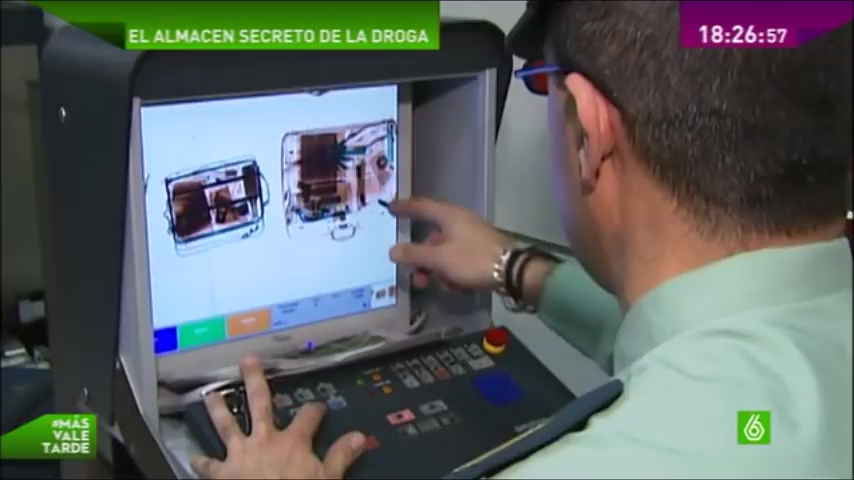 EL ALMACEN SECRETO DE LA DROGA
18:26:57
#MÁS
VALE
TARDE
6